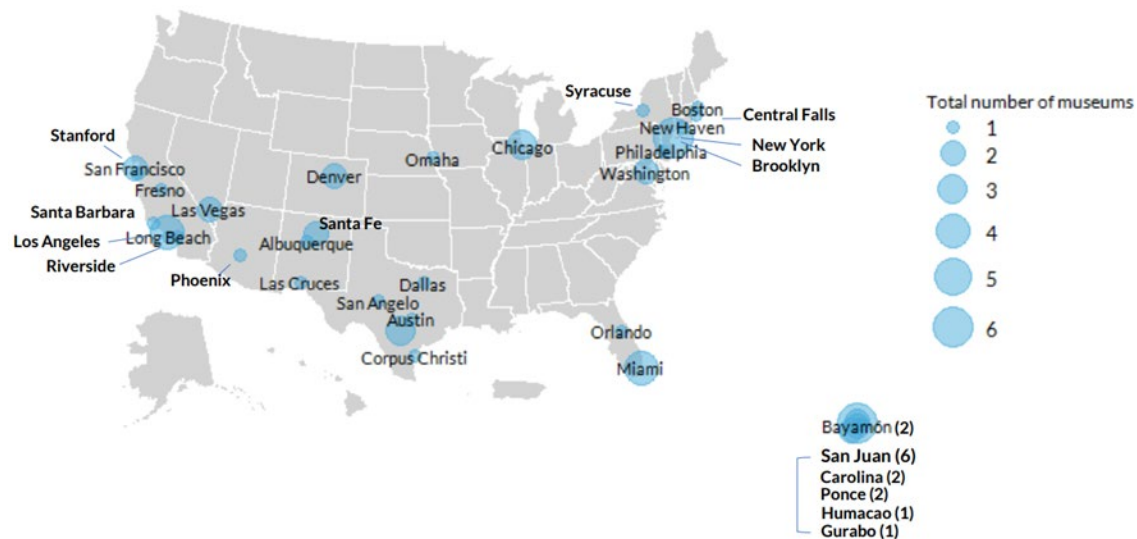 Syracuse
Boston
Central Falls
New Haven
New York
Philadelphia
Brooklyn
Washington
Chicago
Omaha
Stanford
San Francisco
Fresno
Denver
Santa Barbara
Las Vegas
Los Angeles
Long Beach
Riverside
Santa Fe
Albuquerque
Phoenix
Las Cruces
Dallas
San Angelo
Austin
Corpus Christi
Orlando
Miami
Total number of museums
1
2
3
4
5
6
Bayamón (2)
San Juan (6)
Carolina (2)
Ponce (2)
Humacao (1)
Gurabo (1)